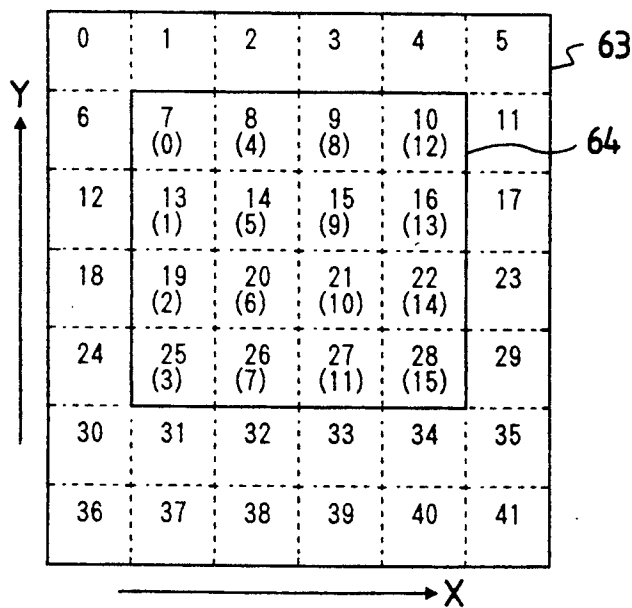 0 1 2 3 4 5
63
Y
6 7 8 9 10 11
(0) (4) (8) (12)
64
12 13 14 15 16 17
(1) (5) (9) (13)
18 19 20 21 22 23
(2) (6) (10) (14)
24 25 26 27 28 29
(3) (7) (11) (15)
30 31 32 33 34 35
36 37 38 39 40 41
X